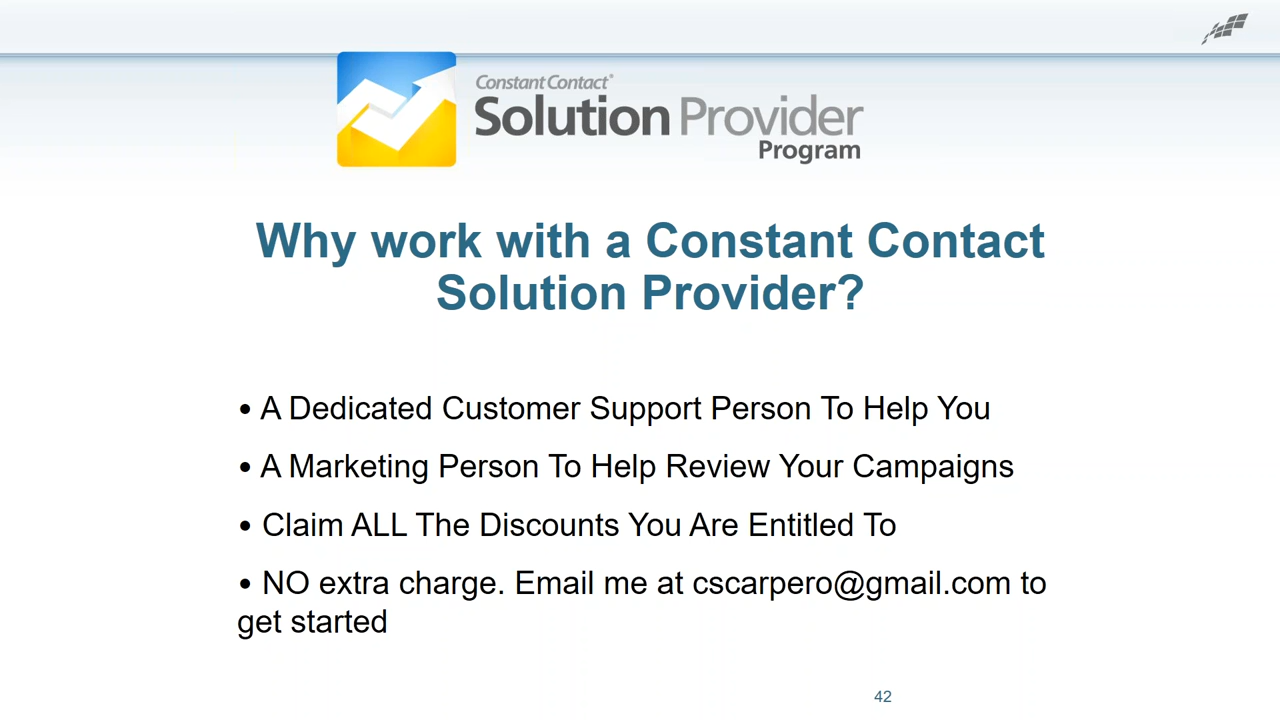 Constant Contact®
Solution Provider
Program
Why work with a Constant Contact
Solution Provider?
• A Dedicated Customer Support Person To Help You
• A Marketing Person To Help Review Your Campaigns
• Claim ALL The Discounts You Are Entitled To
• NO extra charge. Email me at cscarpero@gmail.com to
get started
42